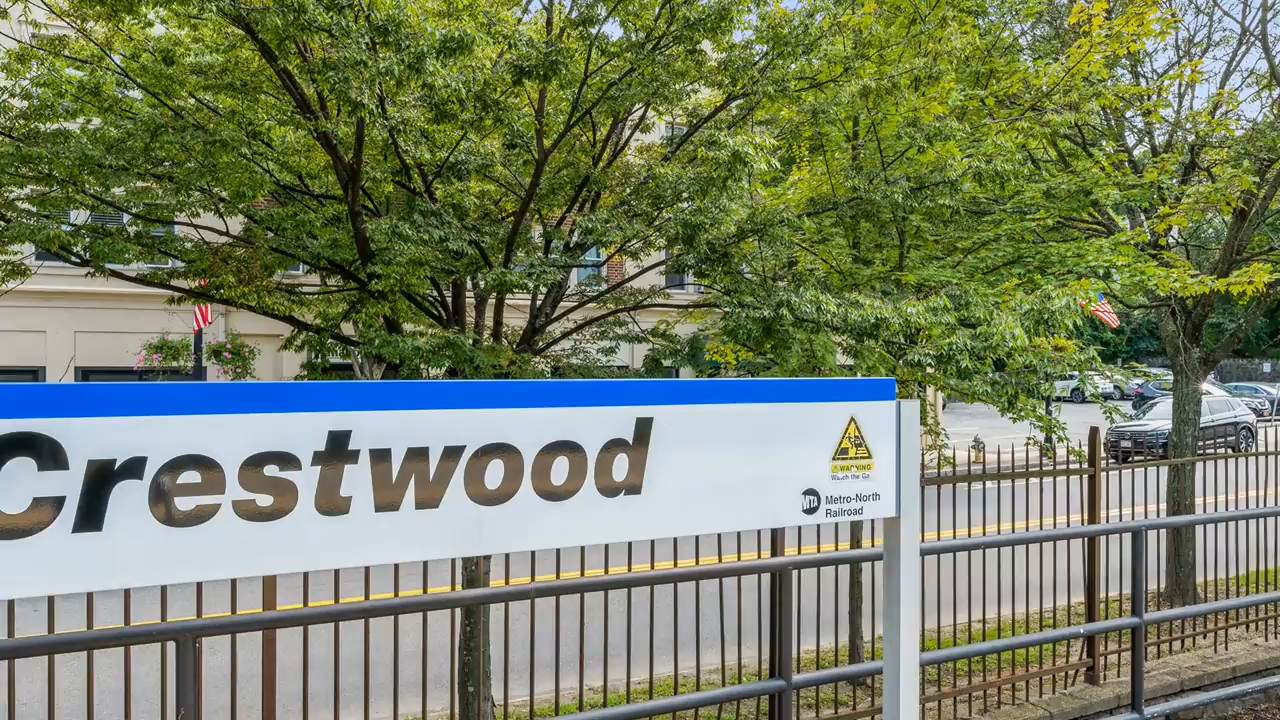 Crestwood
WARNING
Watch the Gap
MTA
Metro-North
Railroad